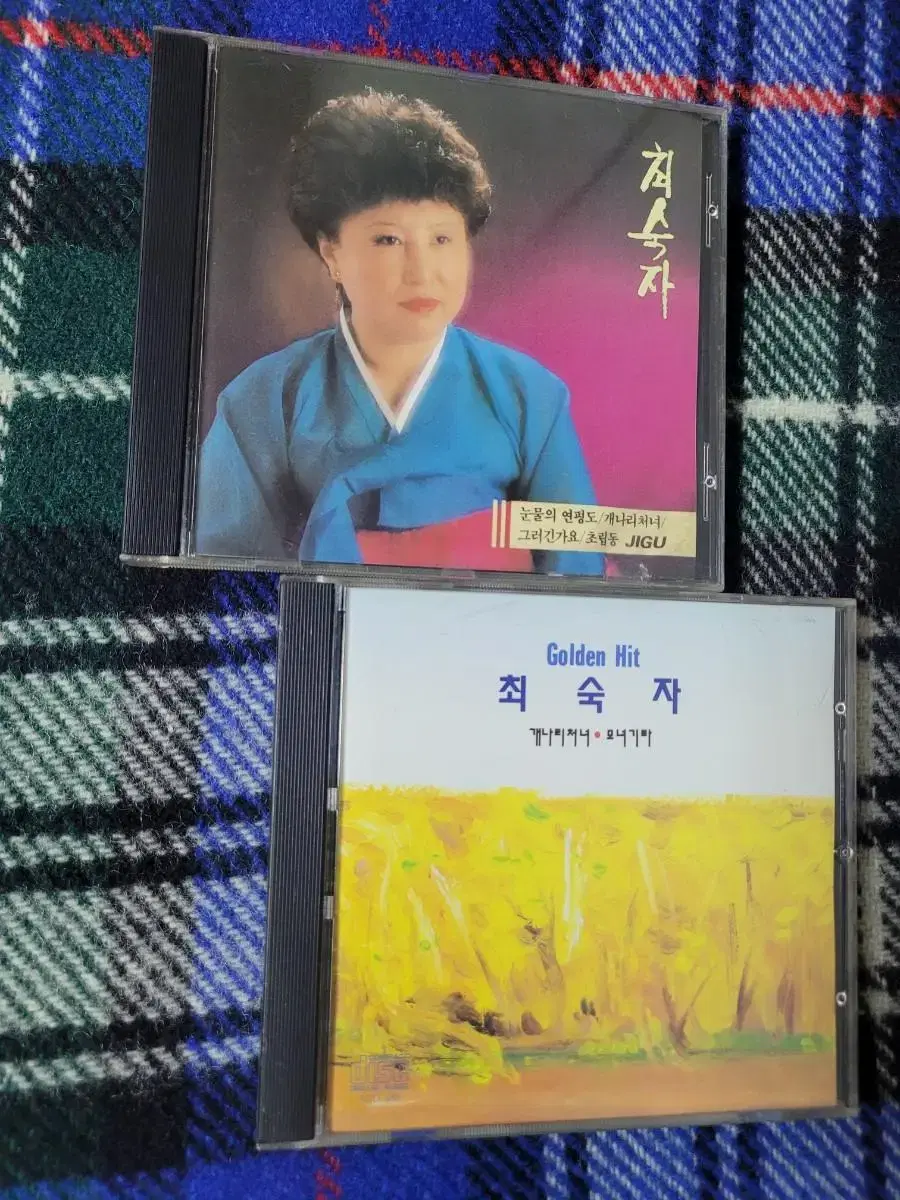 최숙자
눈물의 연평도/개나리처녀/
그러긴가요/초립동 JIGU
Golden Hit
최 숙 자
개나리처녀 • 모녀기타
disc